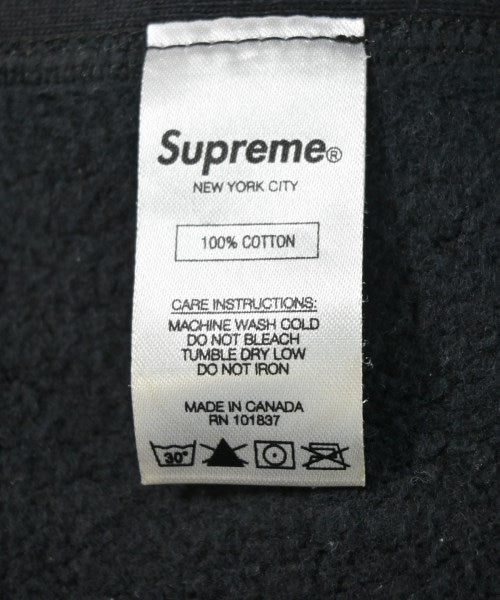 Supreme®
NEW YORK CITY
100% COTTON
CARE INSTRUCTIONS:
MACHINE WASH COLD
DO NOT BLEACH
TUMBLE DRY LOW
DO NOT IRON
MADE IN CANADA
RN 101837
30°